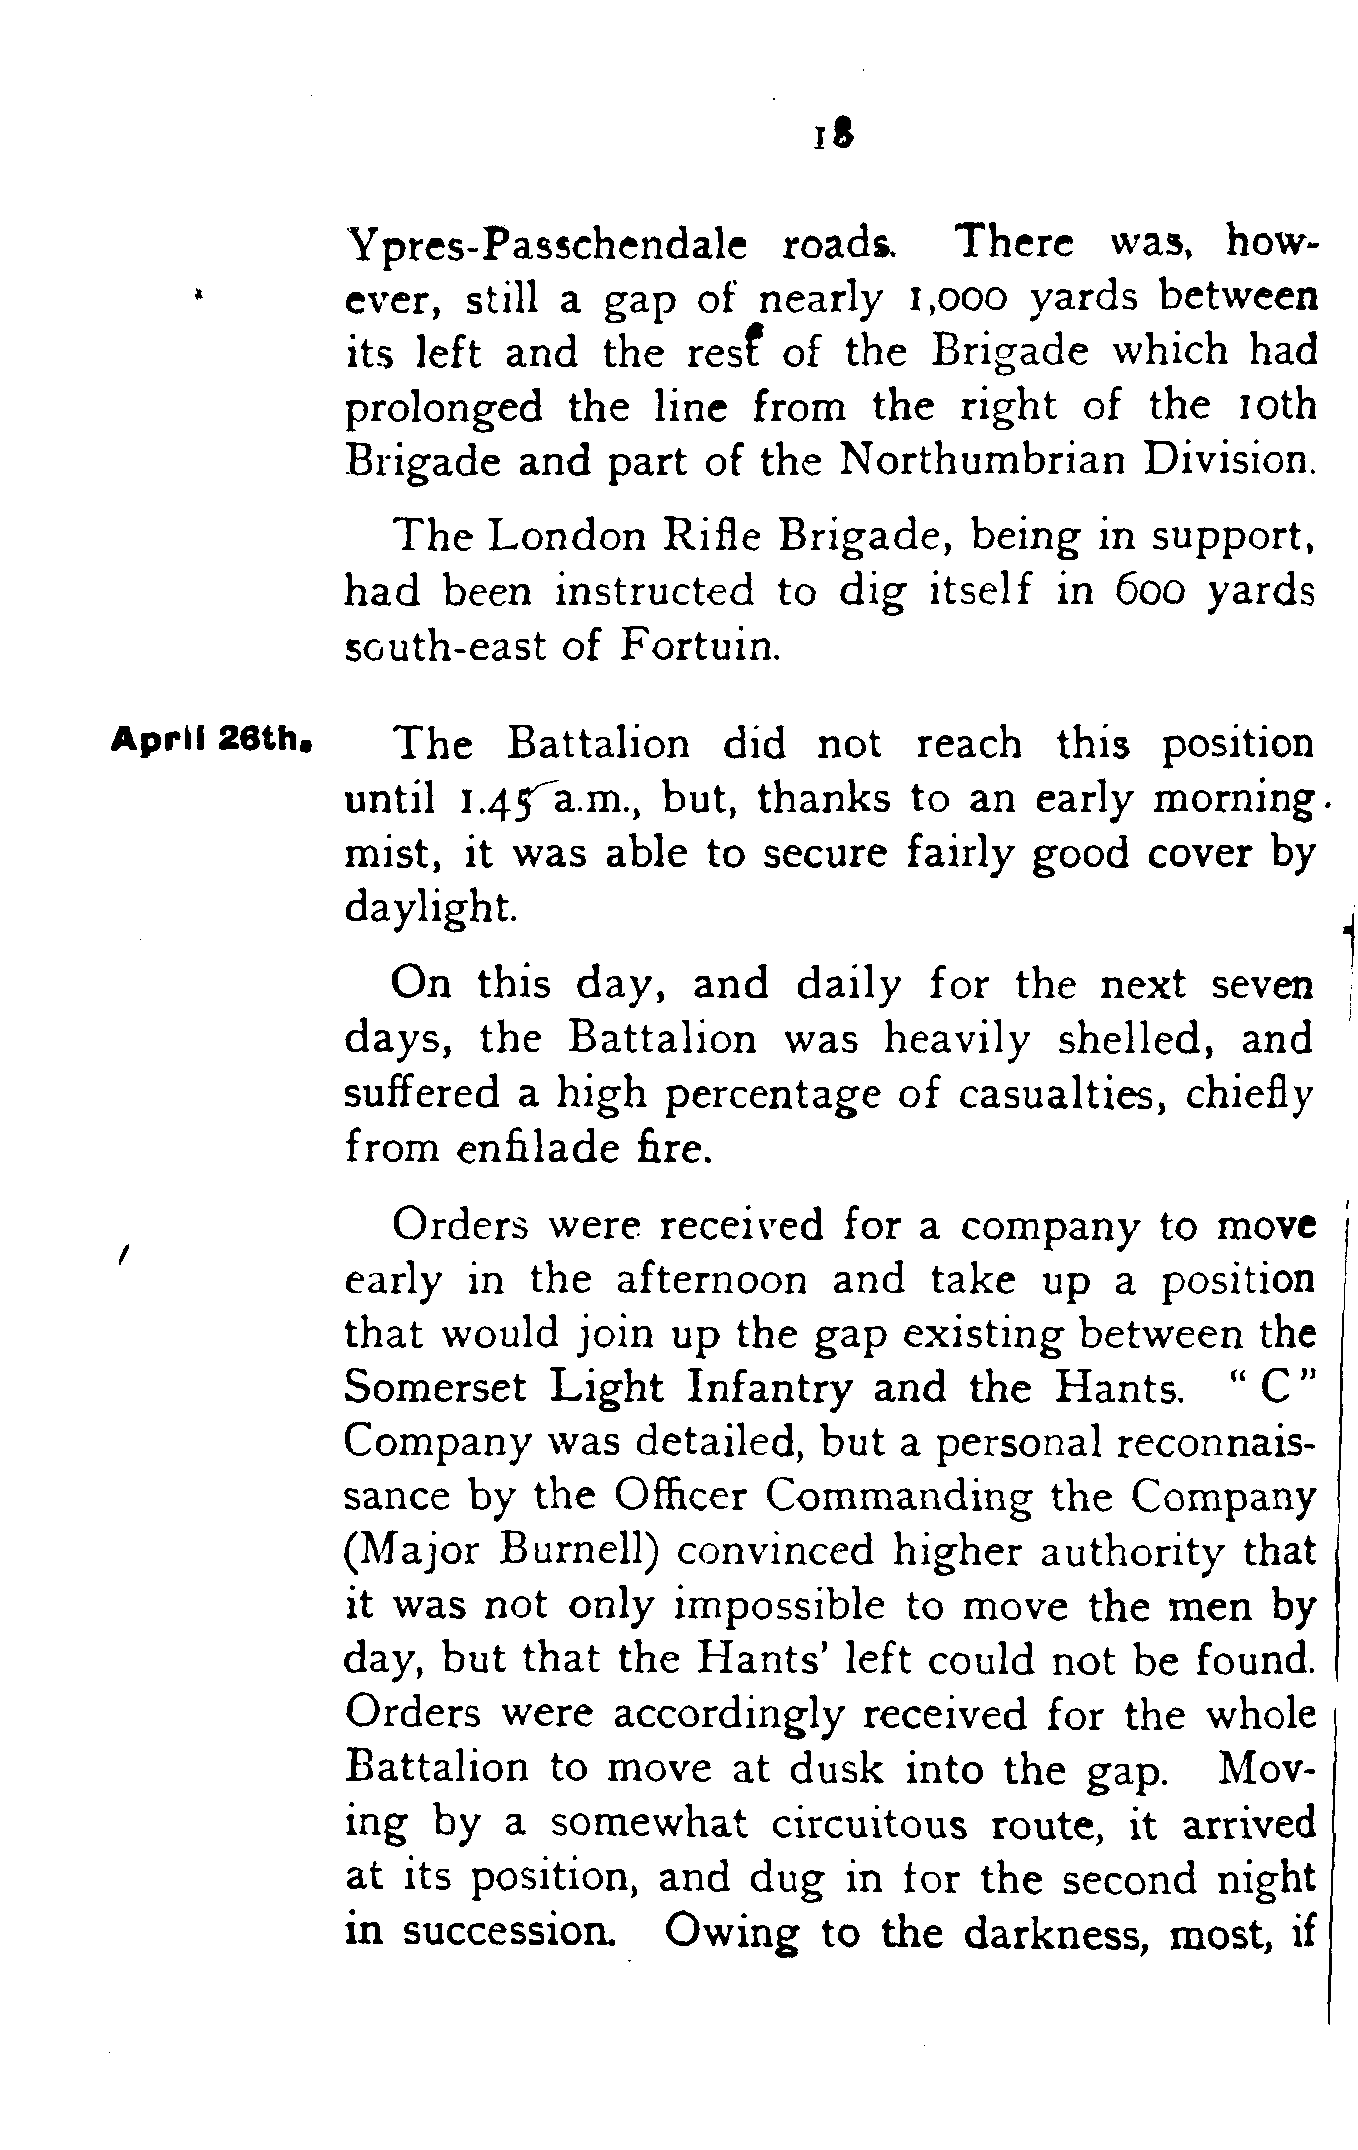 18
Ypres-Passchendale roads. There was, how-
ever, still a gap of nearly 1,000 yards between
its left and the rest of the Brigade which had
prolonged the line from the right of the 10th
Brigade and part of the Northumbrian Division.
The London Rifle Brigade, being in support,
had been instructed to dig itself in 600 yards
south-east of Fortuin.
April 26th. The Battalion did not reach this position
until 1.45 a.m., but, thanks to an early morning
mist, it was able to secure fairly good cover by
daylight.
On this day, and daily for the next seven
days, the Battalion was heavily shelled, and
suffered a high percentage of casualties, chiefly
from enfilade fire.
Orders were received for a company to move
early in the afternoon and take up a position
that would join up the gap existing between the
Somerset Light Infantry and the Hants. "C"
Company was detailed, but a personal reconnais-
sance by the Officer Commanding the Company
(Major Burnell) convinced higher authority that
it was not only impossible to move the men by
day, but that the Hants' left could not be found.
Orders were accordingly received for the whole
Battalion to move at dusk into the gap. Mov-
ing by a somewhat circuitous route, it arrived
at its position, and dug in for the second night
in succession. Owing to the darkness, most, if